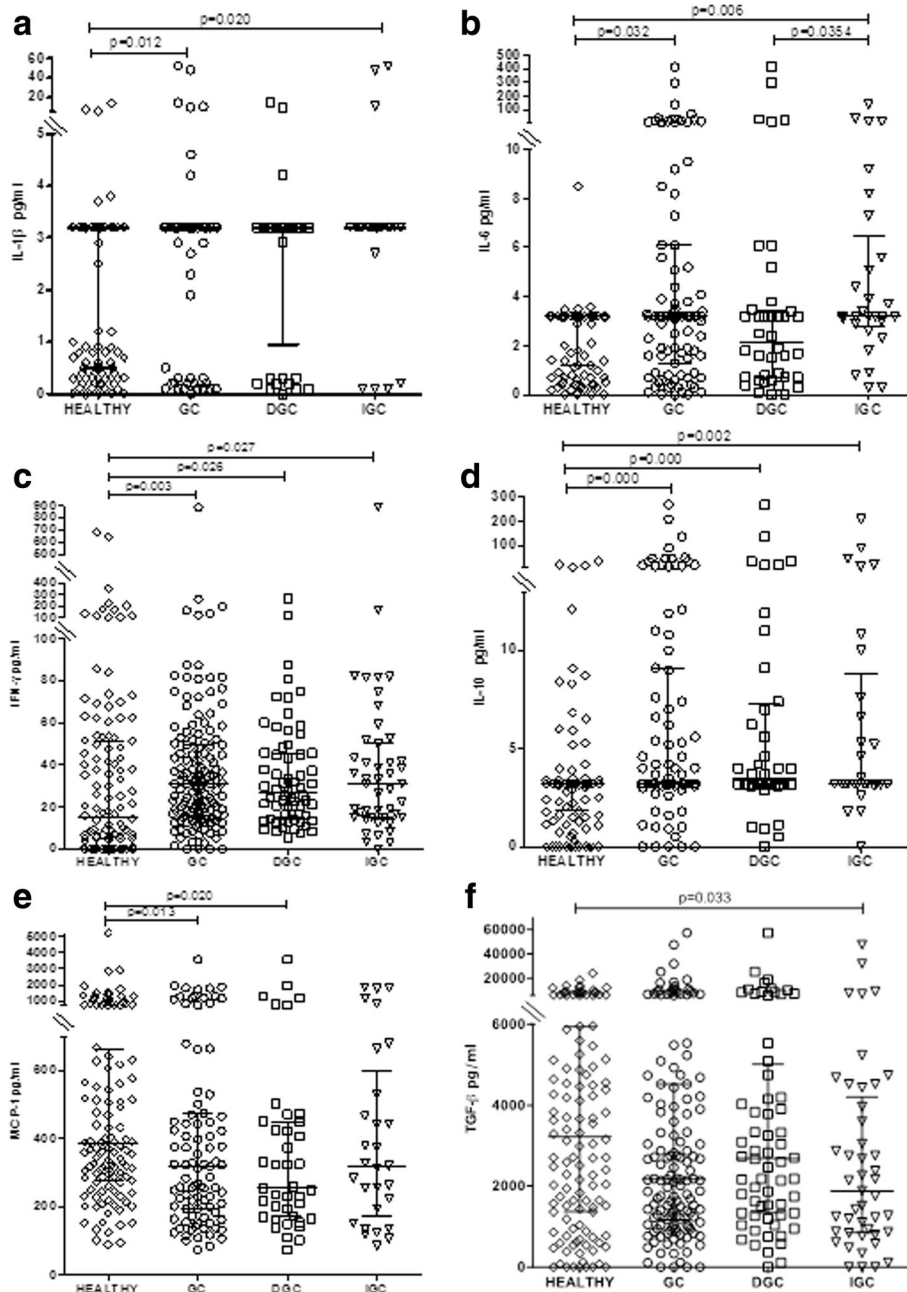 a
p=0.020
p=0.012
60
40
20
5
4
3
2
1
0
IL-1β pg/ml
HEALTHY GC DGC IGC
b
p=0.006
p=0.032 p=0.0354
500
400
300
200
100
10
8
6
4
2
0
IL-6 pg/ml
HEALTHY GC DGC IGC
c
p=0.027
p=0.026
p=0.003
900
800
700
600
500
400
300
200
100
100
80
60
40
20
0
IFN-γ pg/ml
HEALTHY GC DGC IGC
d
p=0.002
p=0.000
p=0.000
300
200
100
10
5
0
IL-10 pg/ml
HEALTHY GC DGC IGC
e
p=0.020
p=0.013
5000
4000
3000
2000
1000
600
400
200
0
MCP-1 pg/ml
HEALTHY GC DGC IGC
f
p=0.033
60000
40000
20000
6000
4000
2000
0
TGF-β pg/ml
HEALTHY GC DGC IGC